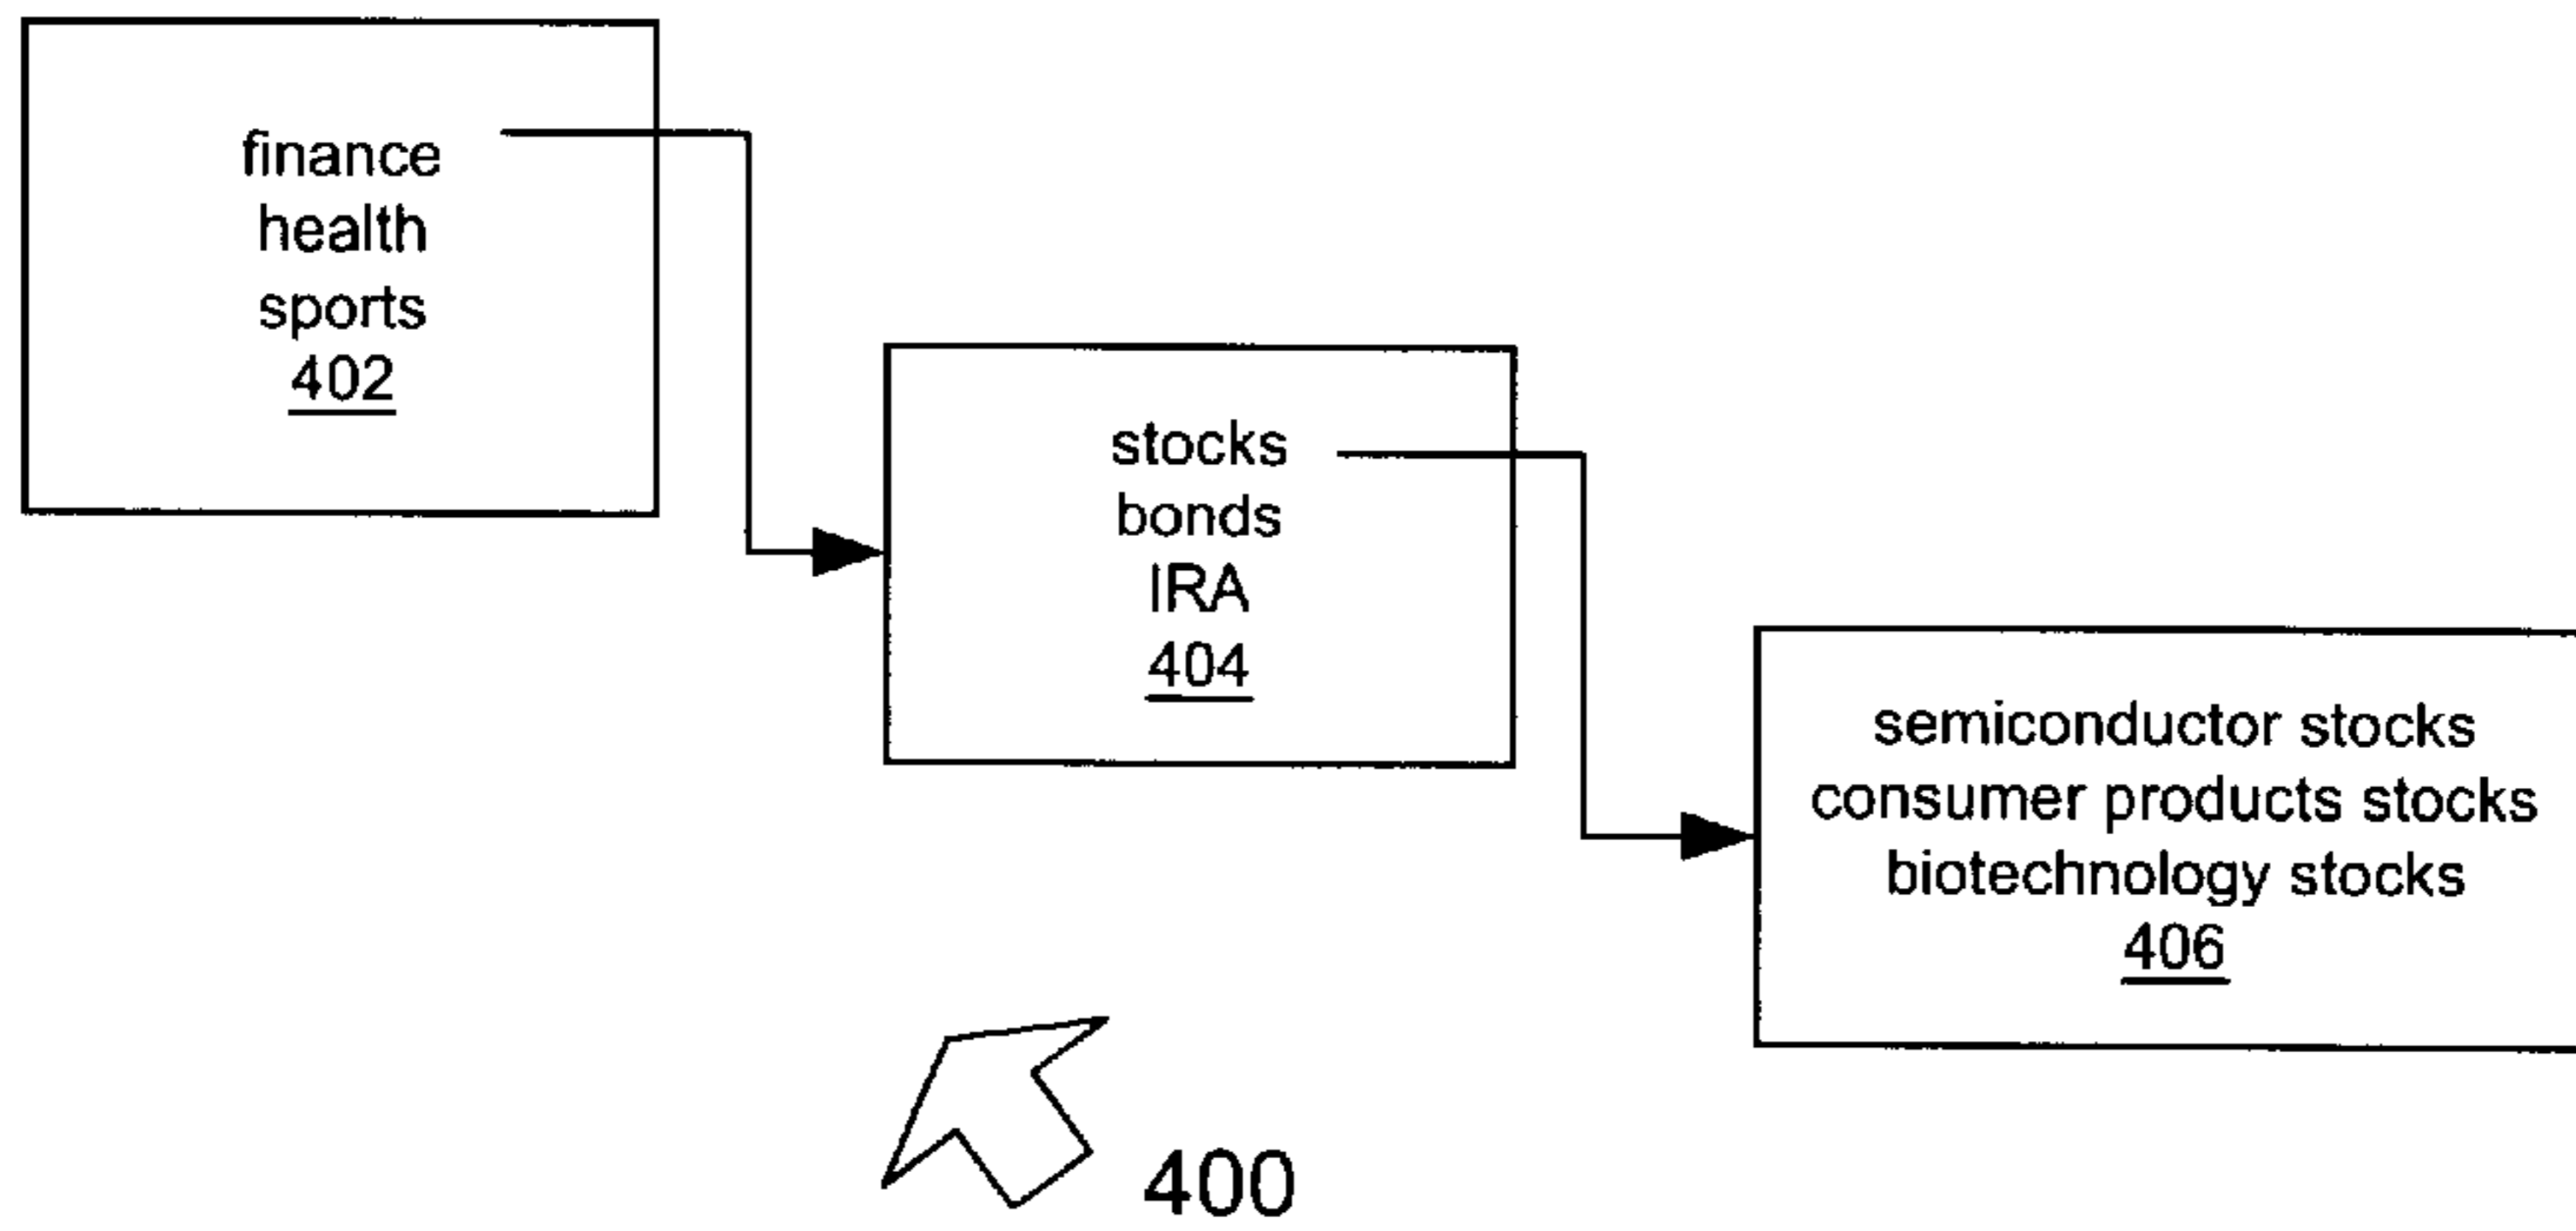 finance
health
sports
402
stocks
bonds
IRA
404
semiconductor stocks
consumer products stocks
biotechnology stocks
406
400